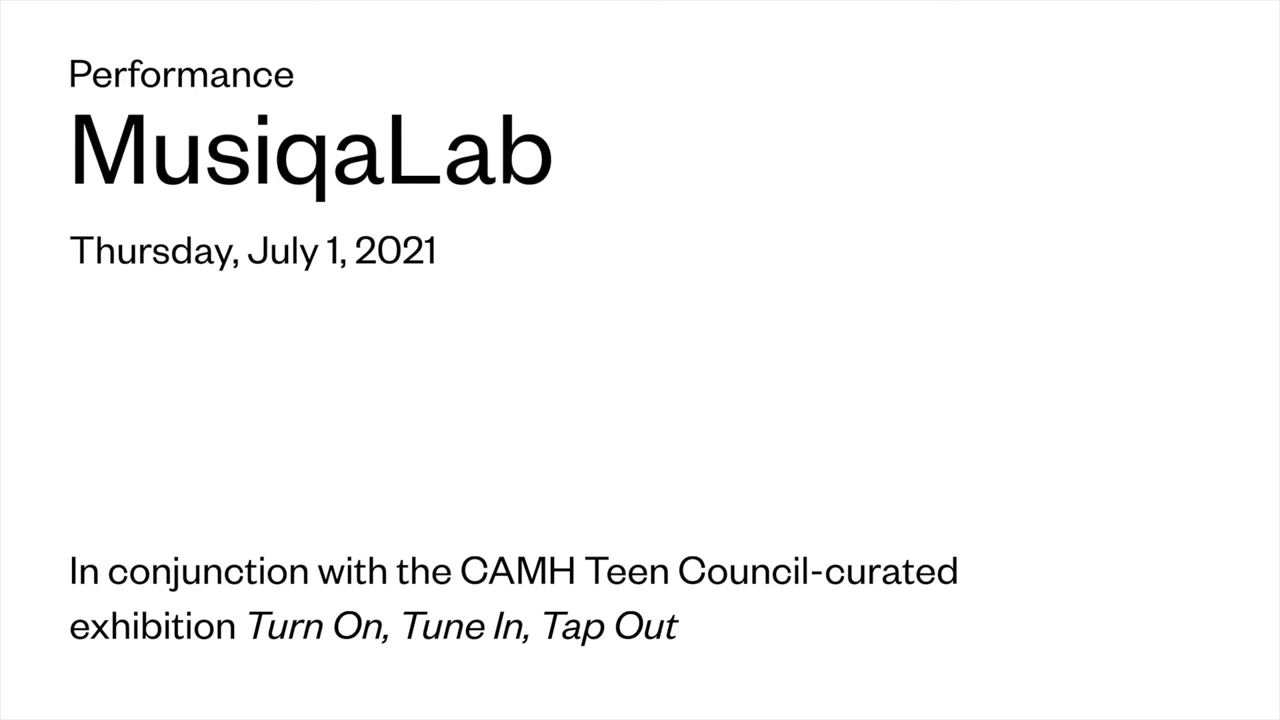 Performance
MusiqaLab
Thursday, July 1, 2021
In conjunction with the CAMH Teen Council-curated
exhibition Turn On, Tune In, Tap Out